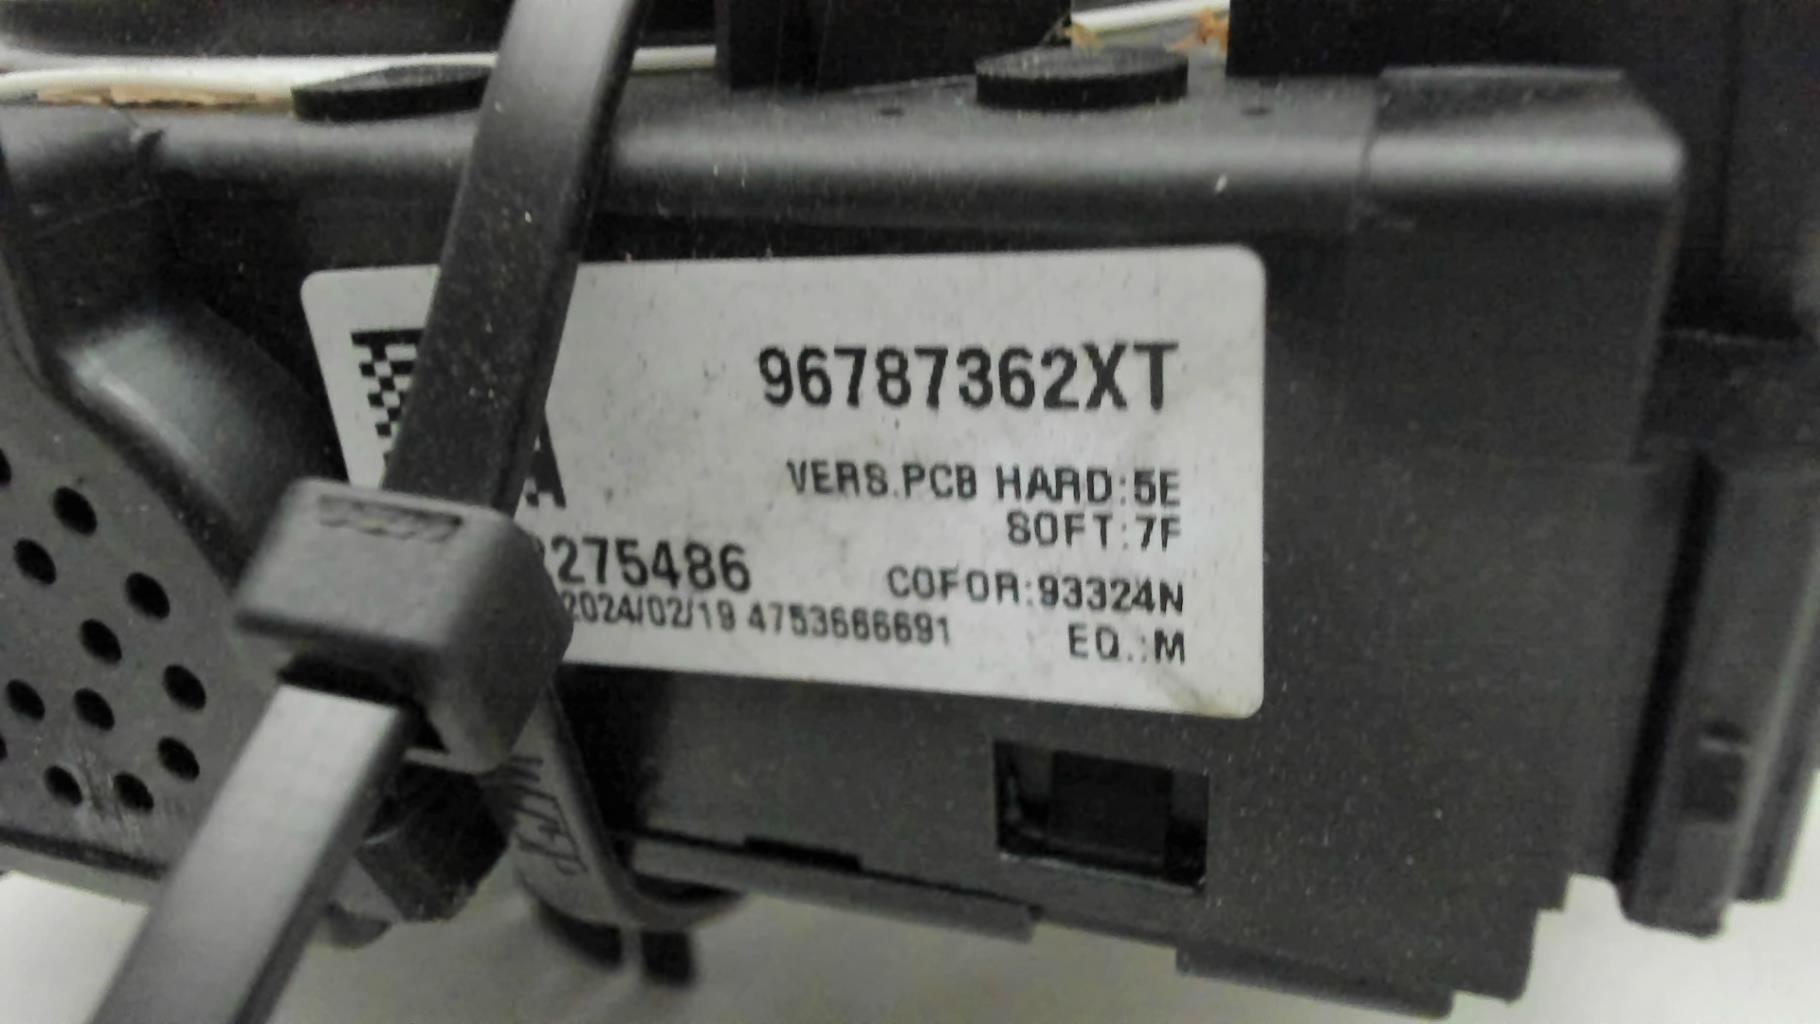 96787362XT
VERS.PCB HARD:5E
SOFT:7F
275486
COFOR:93324N
2024/02/19 4753666691
EQ.:M